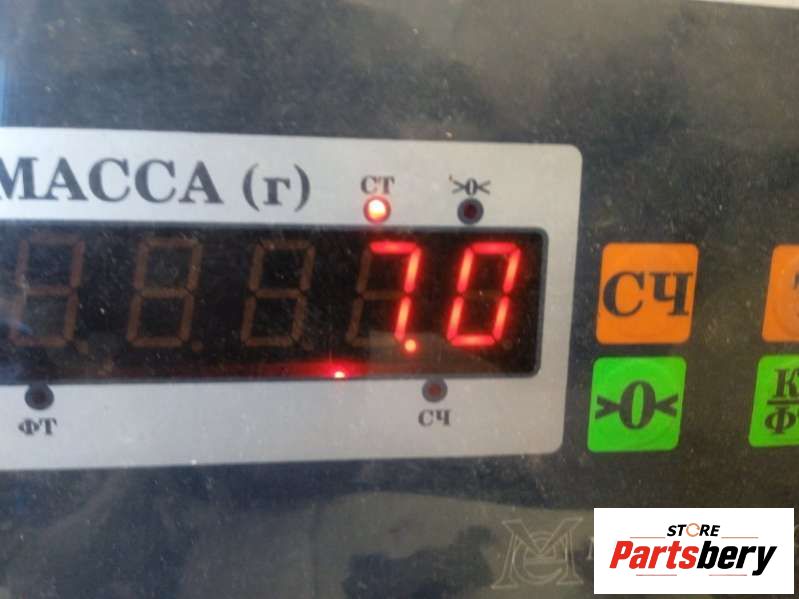 МАССА (г)
СТ
>0<
7.0
ФТ
СЧ
СЧ
>0<
К
STORE
Partsbery